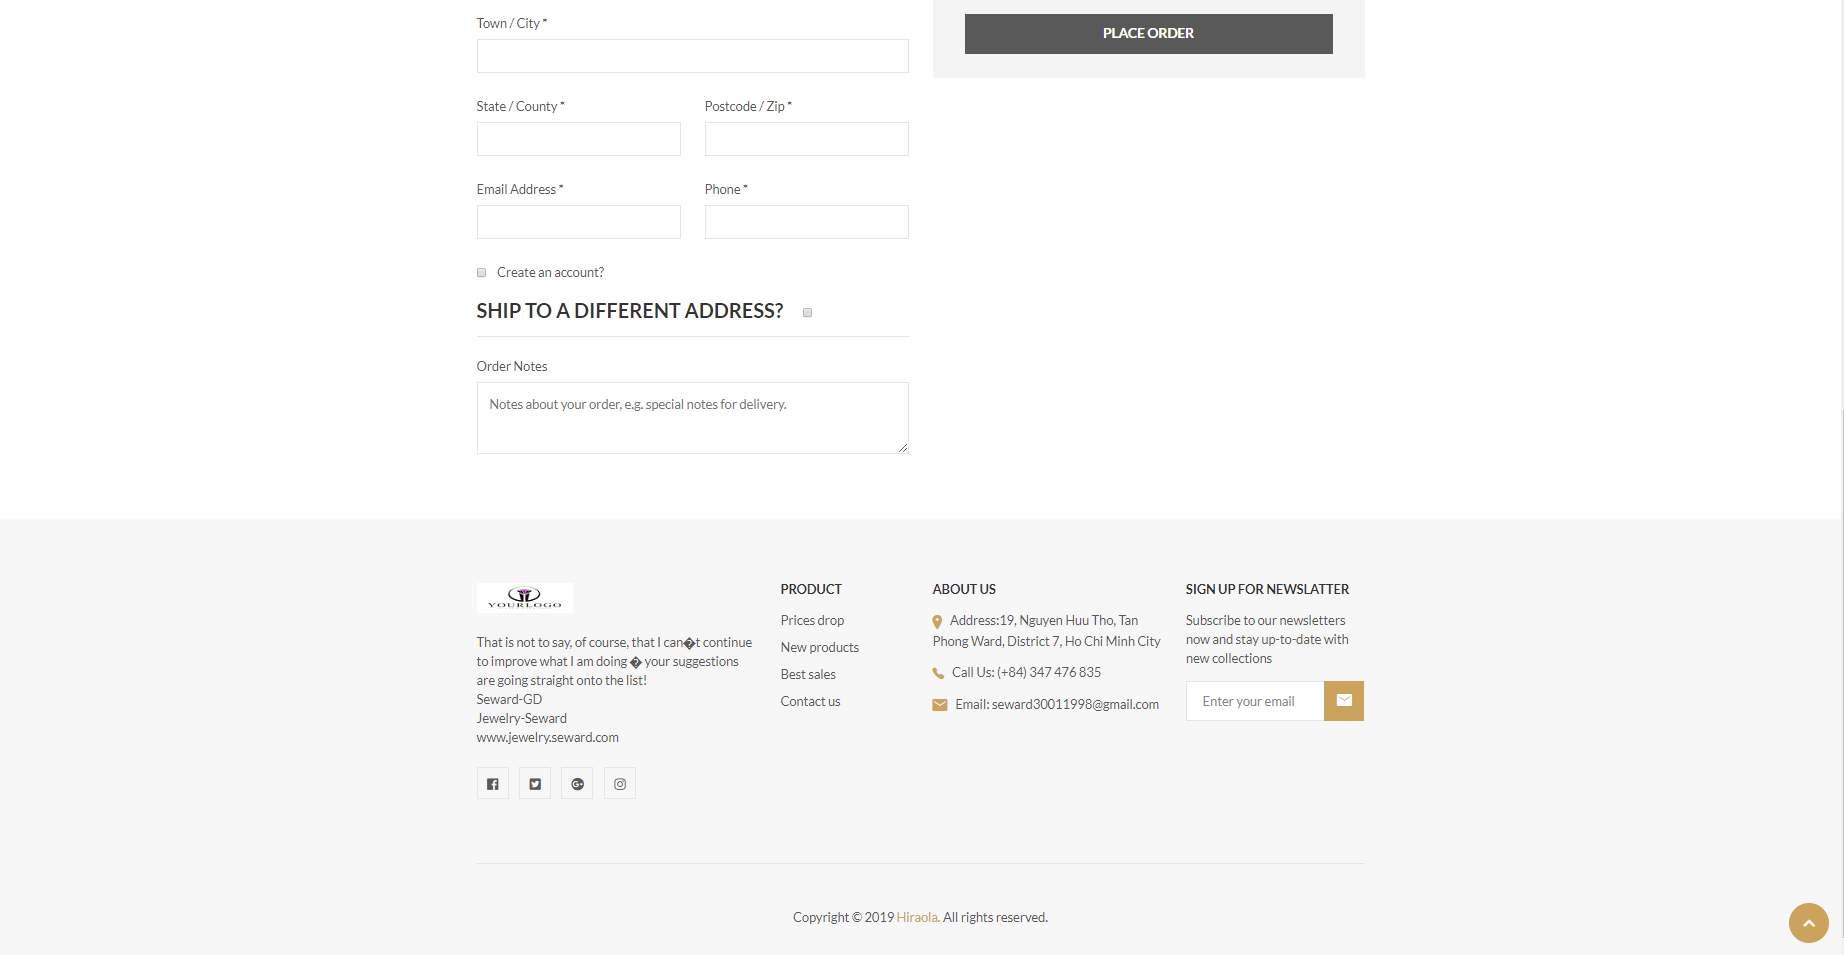 Town / City *
PLACE ORDER
State / County *
Postcode / Zip *
Email Address *
Phone *
Create an account?
SHIP TO A DIFFERENT ADDRESS?
Order Notes
Notes about your order, e.g. special notes for delivery.
YOURLOGO
That is not to say, of course, that I can�t continue
to improve what I am doing � your suggestions
are going straight onto the list!
Seward-GD
Jewelry-Seward
www.jewelry.seward.com
PRODUCT
Prices drop
New products
Best sales
Contact us
ABOUT US
Address:19, Nguyen Huu Tho, Tan
Phong Ward, District 7, Ho Chi Minh City
Call Us: (+84) 347 476 835
Email: seward30011998@gmail.com
SIGN UP FOR NEWSLATTER
Subscribe to our newsletters
now and stay up-to-date with
new collections
Enter your email
Copyright © 2019 Hiraola. All rights reserved.